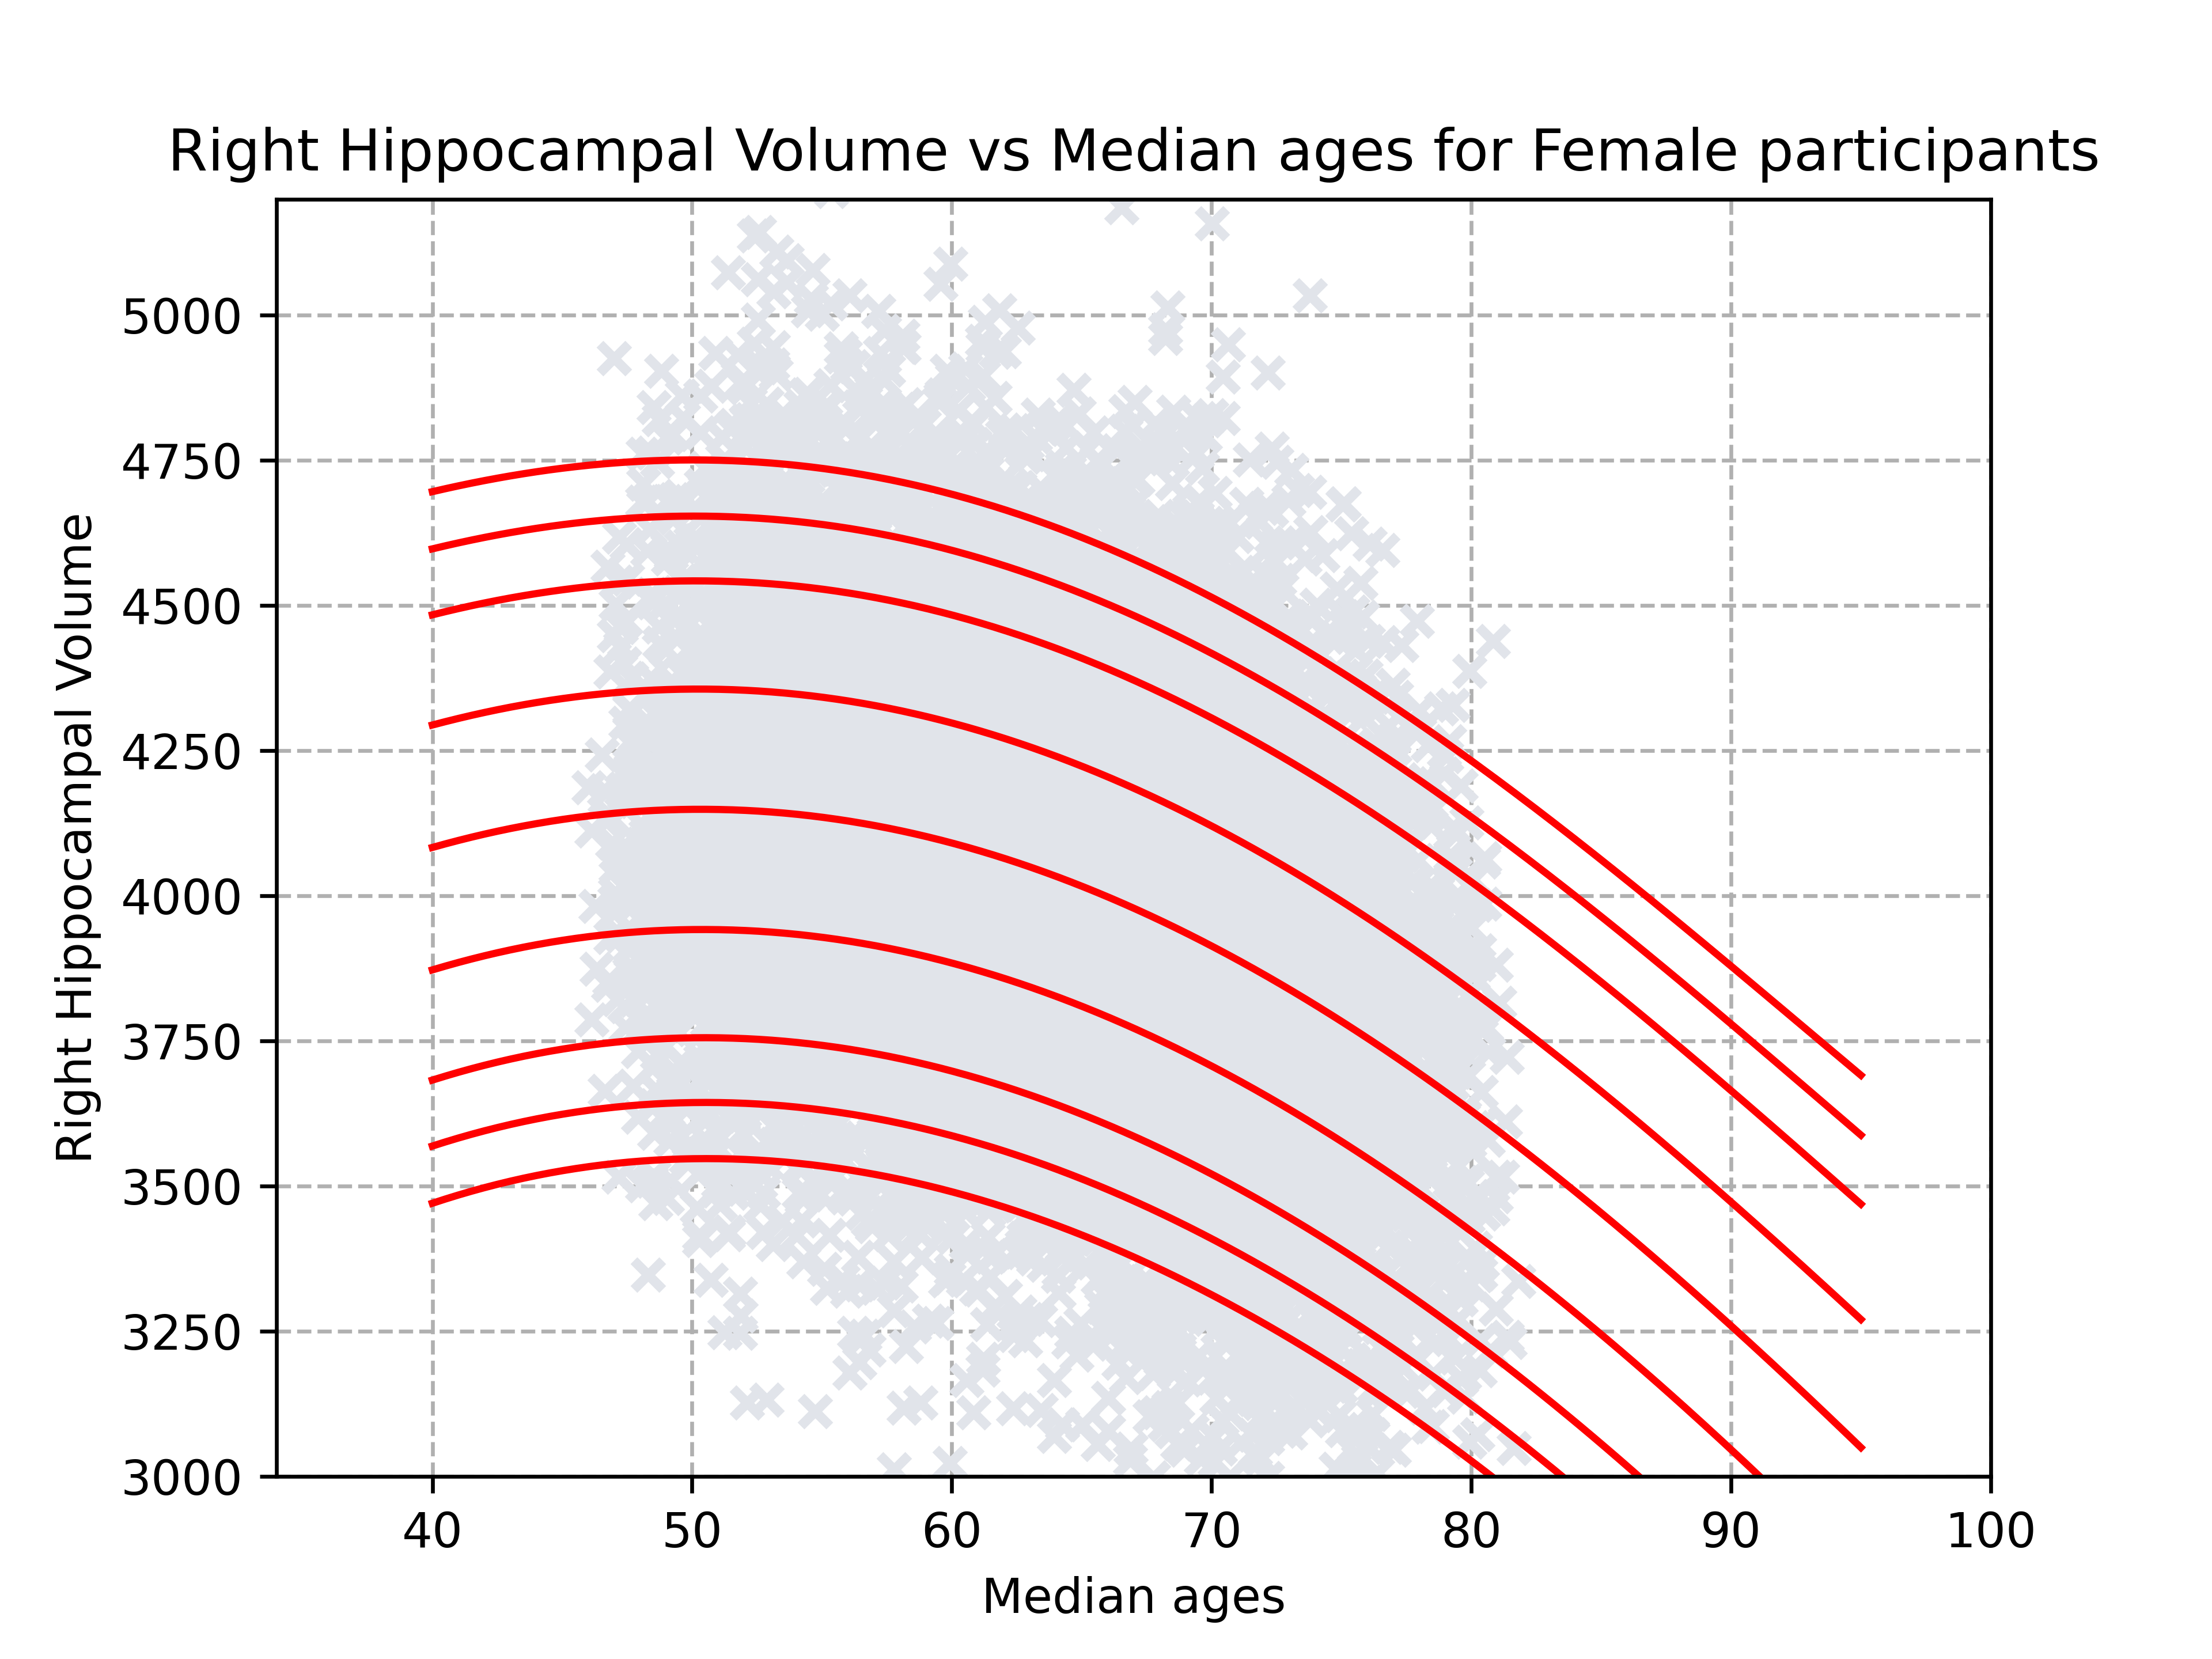 Right Hippocampal Volume vs Median ages for Female participants
Right Hippocampal Volume
5000
4750
4500
4250
4000
3750
3500
3250
3000
40 50 60 70 80 90 100
Median ages